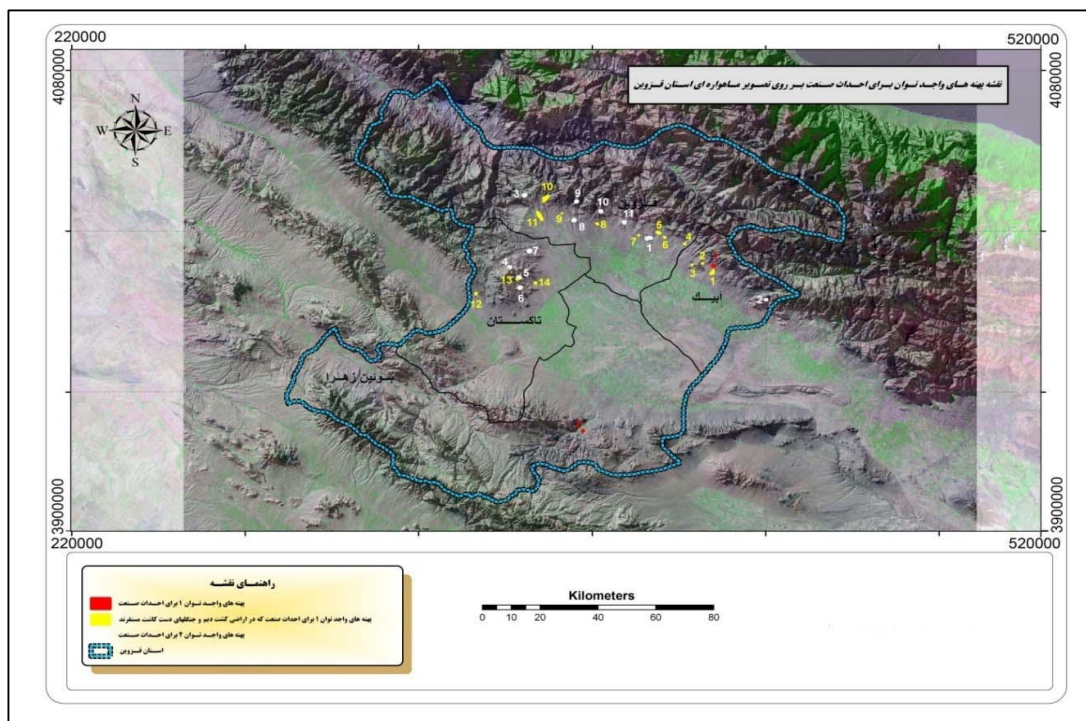 220000
520000
4080000
4080000
نقشه پهنه های واجد توان برای احداث صنعت بر روی تصویر ماهواره ای استان قزوین
N
W E
S
3
10
9
10
11
9
8
8
11
قزوین
7
1
5
6
4
7
2
3
1
4
5
13
14
6
12
2
آبیک
تاکستان
بوئین زهرا
3900000
3900000
220000
520000
راهنمای نقشه
پهنه های واجد توان ۱ برای احداث صنعت
پهنه های واجد توان ۱ برای احداث صنعت که در اراضی کشت دیم و جنگلهای دست کاشت مستقرند
پهنه های واجد توان ۲ برای احداث صنعت
استان قزوین
Kilometers
0 10 20 40 60 80